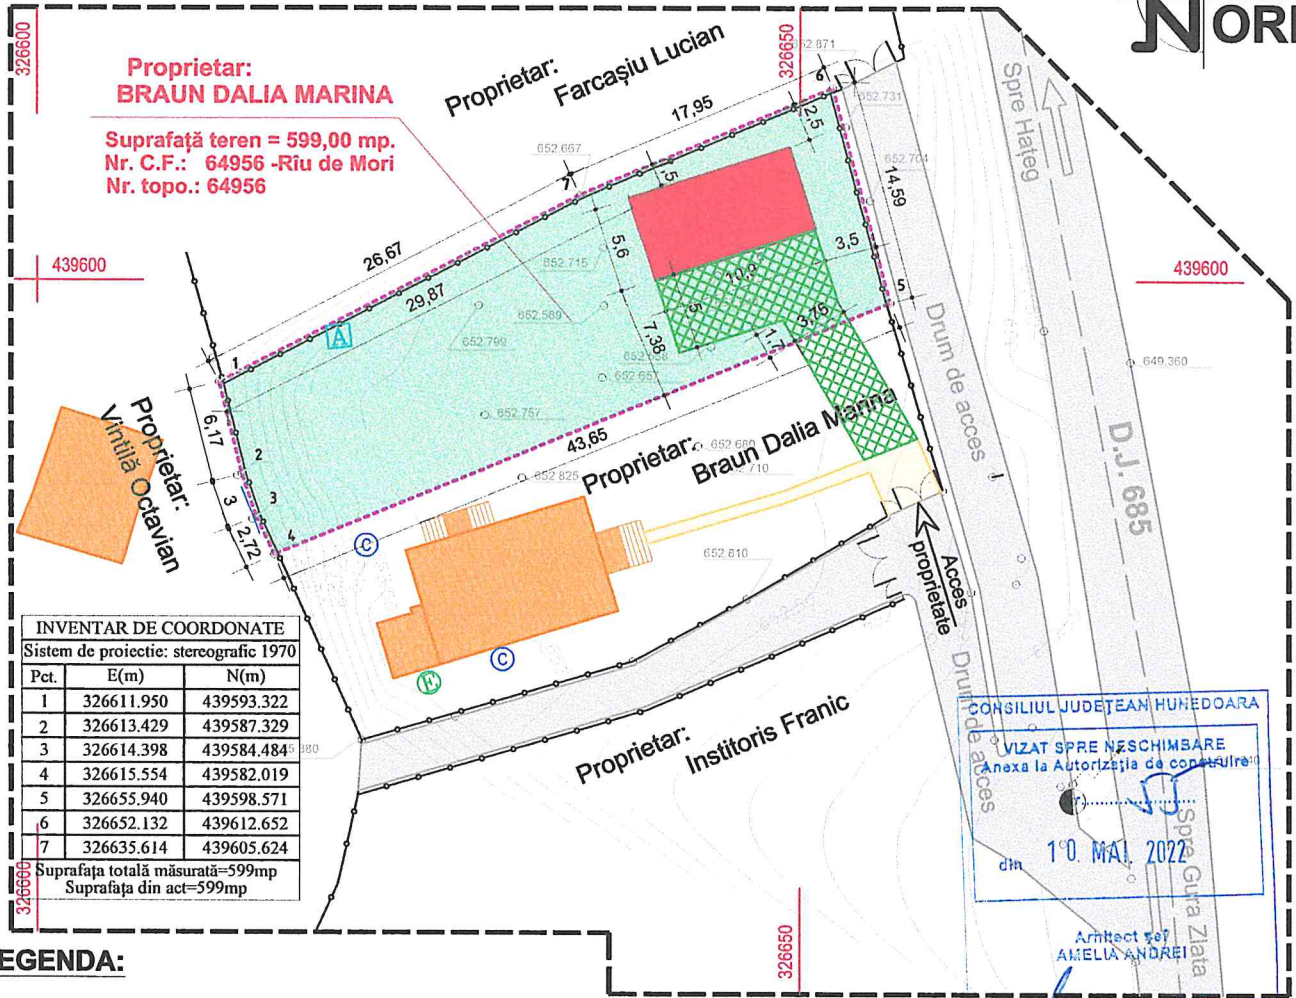 NORD
326600
326650
Proprietar:
BRAUN DALIA MARINA
Suprafață teren = 599,00 mp.
Nr. C.F.: 64956 -Rîu de Mori
Nr. topo.: 64956
Proprietar:
Farcașiu Lucian
652.871
6
17,95
2,5
652.731
Spre Hațeg
652.667
7
652.704
14,59
26,67
5,6
3,5
439600
439600
652.715
10,9
5
29,87
652.589
3,75
A
652.799
7,38
5
1,7
Drum de acces
1
652.657
649.360
6,17
Proprietar:
Vintilă Octavian
652.757
2
43,65
Proprietar:
Braun Dalia Marina
652.680
D.J. 685
3
3
652.825
2,72
4
C
652.810
Acces
proprietate
INVENTAR DE COORDONATE
Sistem de proiectie: stereografic 1970
Pct. E(m) N(m)
1 326611.950 439593.322
2 326613.429 439587.329
3 326614.398 439584.484
4 326615.554 439582.019
5 326655.940 439598.571
6 326652.132 439612.652
7 326635.614 439605.624
Suprafața totală măsurată=599mp
Suprafața din act=599mp
C
E
Drum de acces
Proprietar:
Institoris Franic
CONSILIUL JUDEȚEAN HUNEDOARA
VIZAT SPRE NESCHIMBARE
Anexa la Autorizația de construire
din 10. MAI. 2022
Spre Gura Zlata
Arhitect șef
AMELIA ANDREI
326600
326650
EGENDA: